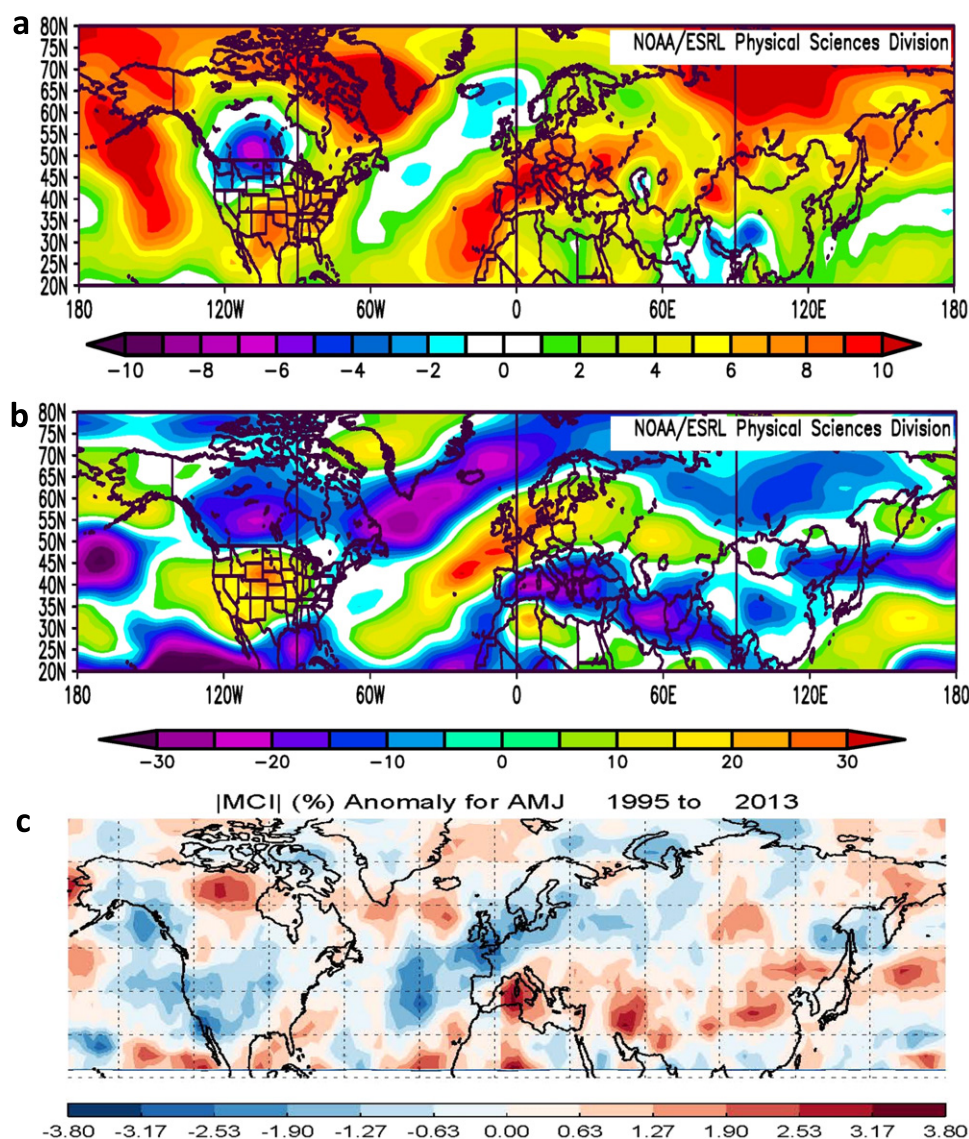 a
80N
75N
70N
65N
60N
55N
50N
45N
40N
35N
30N
25N
20N
NOAA/ESRL Physical Sciences Division
180 120W 60W 0 60E 120E 180
-10 -8 -6 -4 -2 0 2 4 6 8 10
b
80N
75N
70N
65N
60N
55N
50N
45N
40N
35N
30N
25N
20N
NOAA/ESRL Physical Sciences Division
180 120W 60W 0 60E 120E 180
-30 -20 -10 0 10 20 30
|MCI| (%) Anomaly for AMJ 1995 to 2013
c
-3.80 -3.17 -2.53 -1.90 -1.27 -0.63 0.00 0.63 1.27 1.90 2.53 3.17 3.80